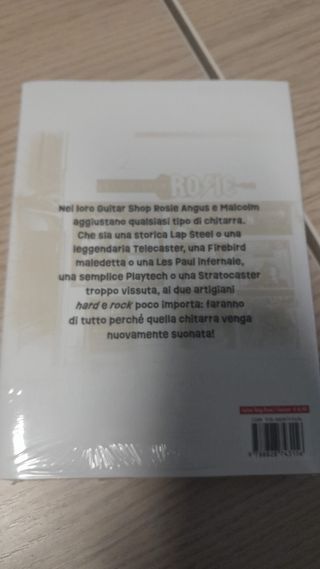 ROSIE
Nel loro Guitar Shop Rosie Angus e Malcolm
aggiustano qualsiasi tipo di chitarra.
Che sia una storica Lap Steel o una
leggendaria Telecaster, una Firebird
maledetta o una Les Paul infernale,
una semplice Playtech o una Stratocaster
troppo vissuta, ai due artigiani
hard e rock poco importa: faranno
di tutto perché quella chitarra venga
nuovamente suonata!